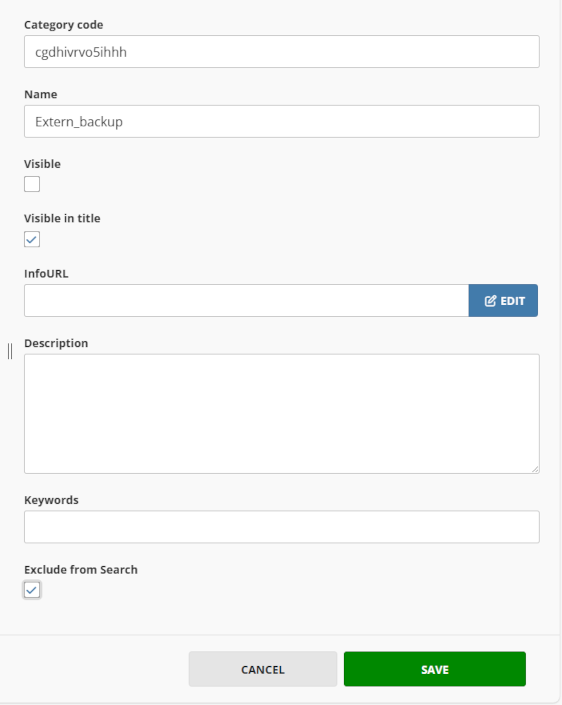 Category code
cgdhivrvo5ihhh
Name
Extern_backup
Visible
Visible in title
InfoURL
EDIT
Description
Keywords
Exclude from Search
CANCEL
SAVE